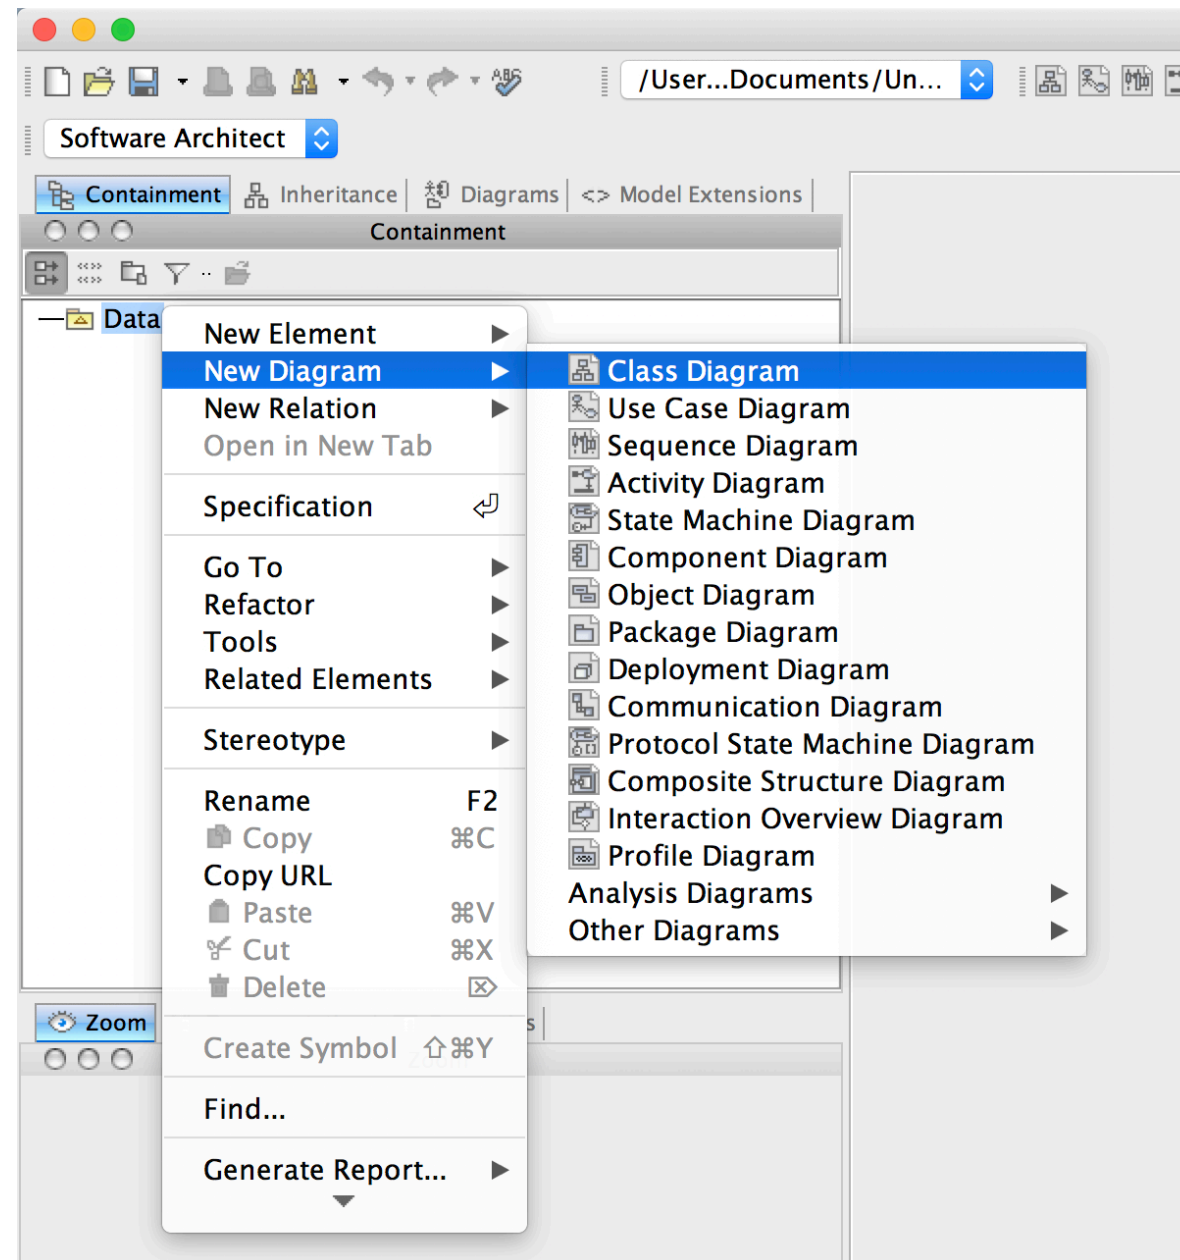 /User...Documents/Un...
Software Architect
Containment Inheritance Diagrams <> Model Extensions
Containment
Data
New Element
New Diagram
New Relation
Open in New Tab
Specification
Go To
Refactor
Tools
Related Elements
Stereotype
Rename F2
Copy ⌘C
Copy URL
Paste ⌘V
Cut ⌘X
Delete ⌦
Create Symbol ⇧⌘Y
Find...
Generate Report...
Class Diagram
Use Case Diagram
Sequence Diagram
Activity Diagram
State Machine Diagram
Component Diagram
Object Diagram
Package Diagram
Deployment Diagram
Communication Diagram
Protocol State Machine Diagram
Composite Structure Diagram
Interaction Overview Diagram
Profile Diagram
Analysis Diagrams
Other Diagrams
Zoom